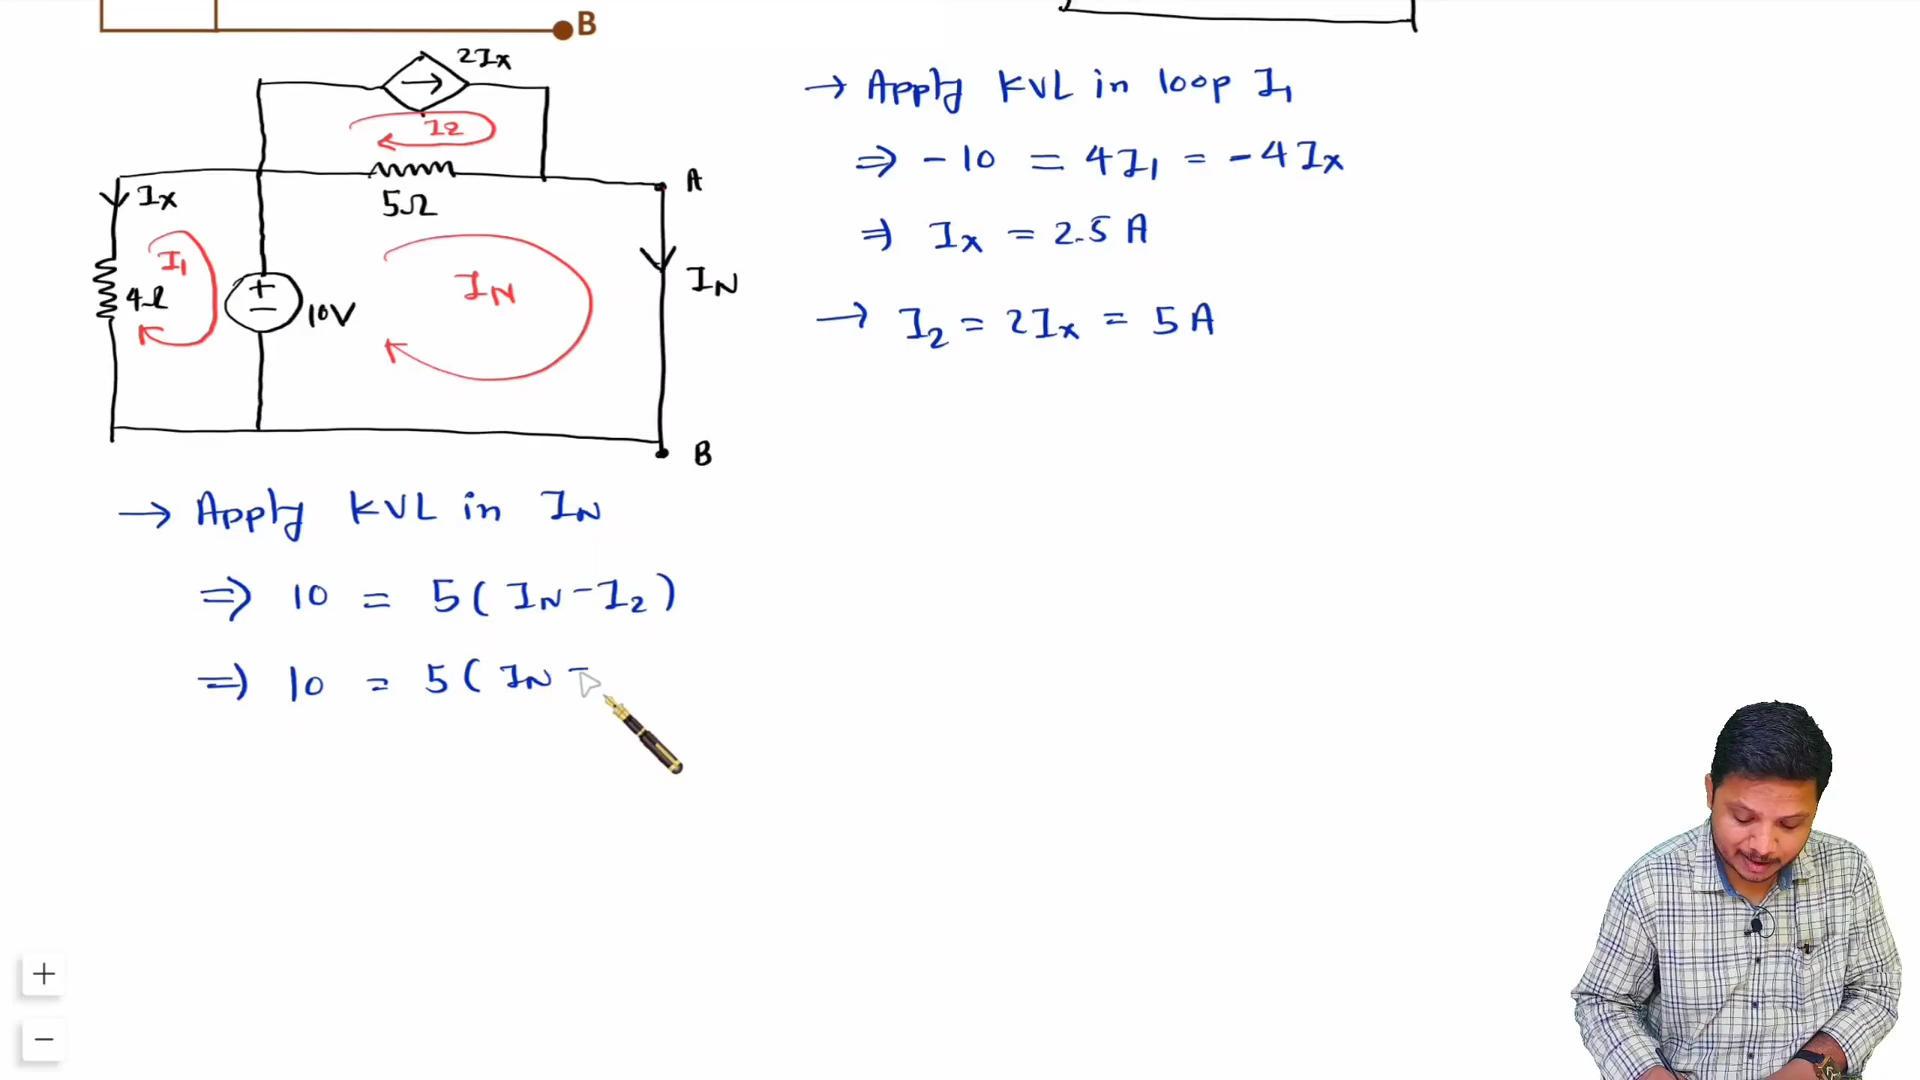 B
2Ix
I2
5Ω
A
Ix
I1
4Ω
10V
IN
IN
B
→ Apply KVL in loop I1
⇒ -10 = 4I1 = -4Ix
⇒ Ix = 2.5 A
→ I2 = 2Ix = 5 A
→ Apply KVL in IN
⇒ 10 = 5( IN - I2 )
⇒ 10 = 5( IN -